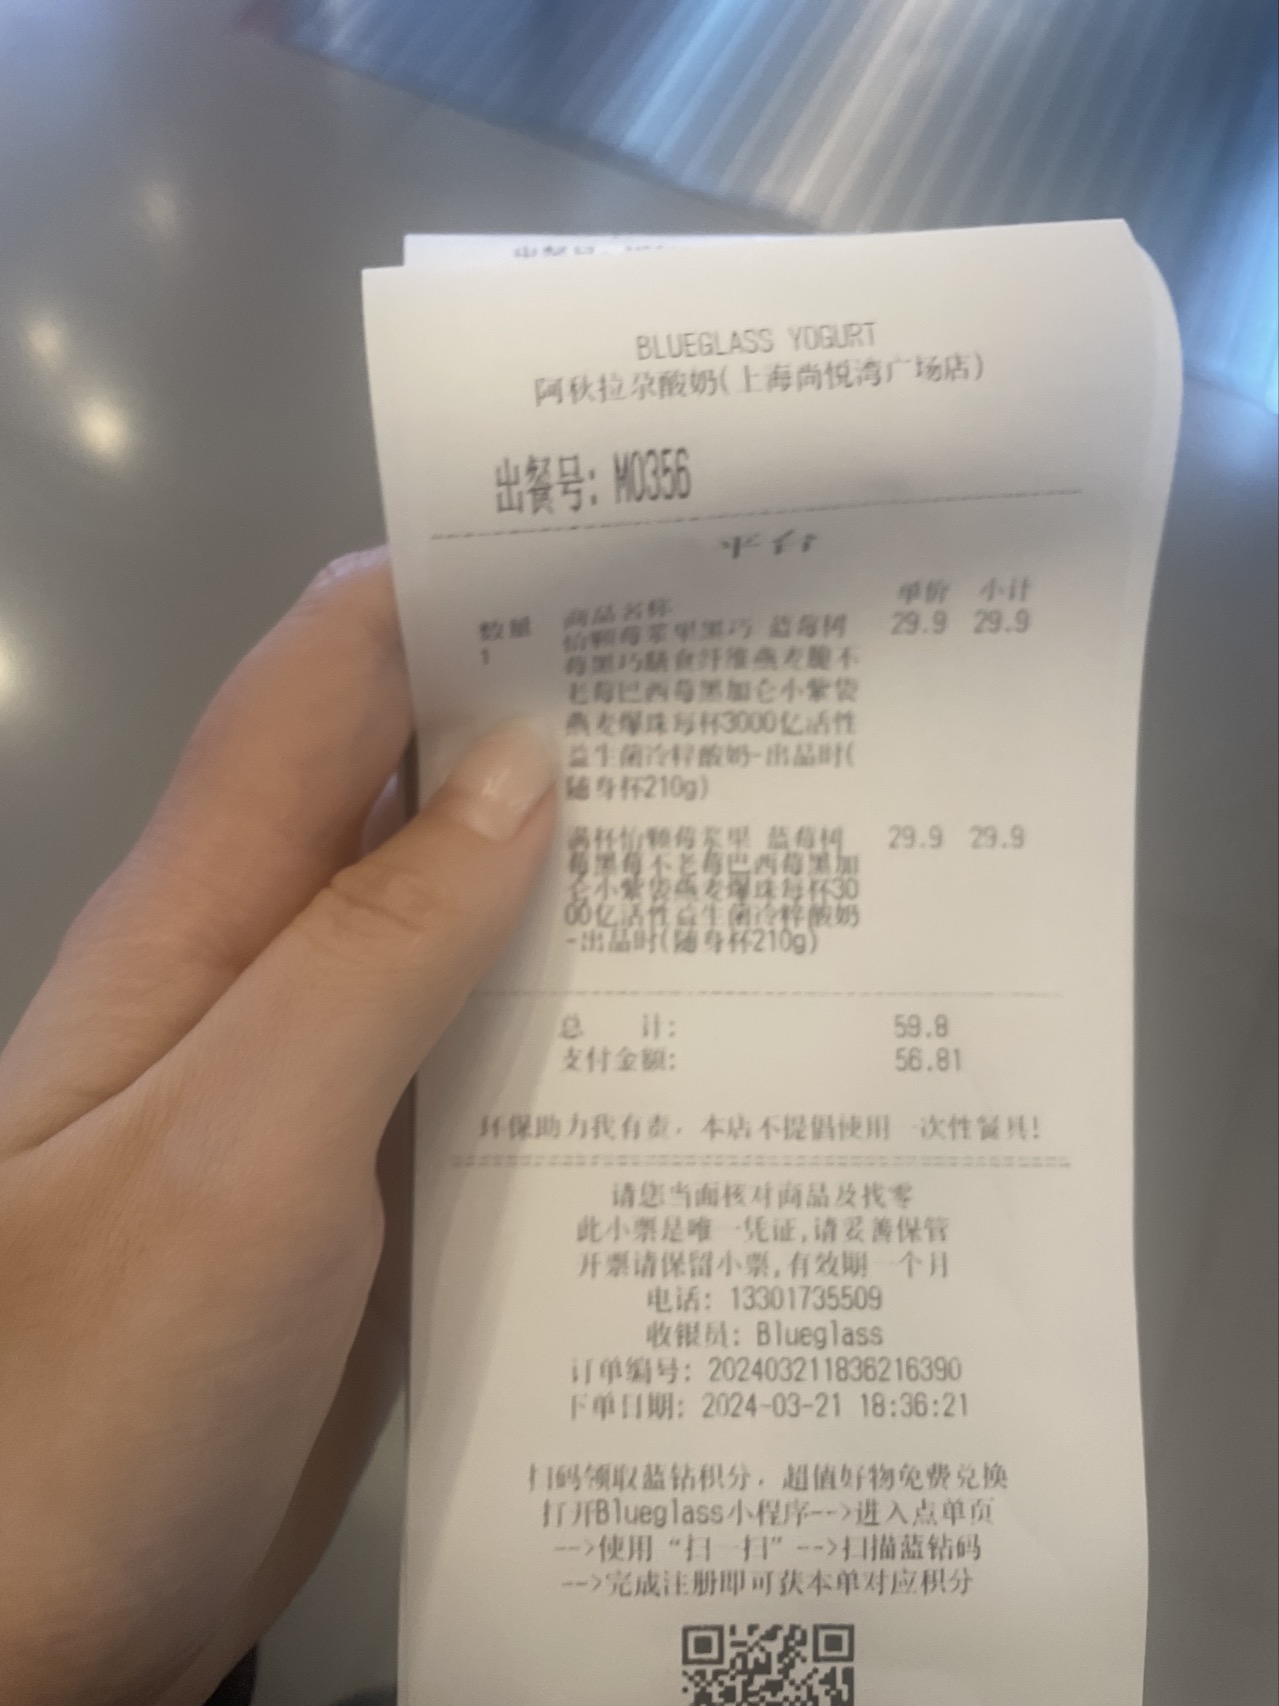 BLUEGLASS YOGURT
阿秋拉尕酸奶(上海尚悦湾广场店)
出餐号: M0356
平台
数量 商品名称 单价 小计
1 怡颗莓浆果黑巧 蓝莓树 29.9 29.9
莓黑巧膳食纤维燕麦脆不
老莓巴西莓黑加仑小紫袋
燕麦爆珠每杯3000亿活性
益生菌冷榨酸奶-出品时(
随身杯210g)
满杯怡颗莓浆果 蓝莓树 29.9 29.9
莓黑莓不老莓巴西莓黑加
仑小紫袋燕麦爆珠每杯30
00亿活性益生菌冷榨酸奶
-出品时(随身杯210g)
总 计: 59.8
支付金额: 56.81
环保助力我有责，本店不提倡使用一次性餐具!
请您当面核对商品及找零
此小票是唯一凭证,请妥善保管
开票请保留小票,有效期一个月
电话: 13301735509
收银员: Blueglass
订单编号: 202403211836216390
下单日期: 2024-03-21 18:36:21
扫码领取蓝钻积分，超值好物免费兑换
打开Blueglass小程序-->进入点单页
-->使用“扫一扫”-->扫描蓝钻码
-->完成注册即可获本单对应积分